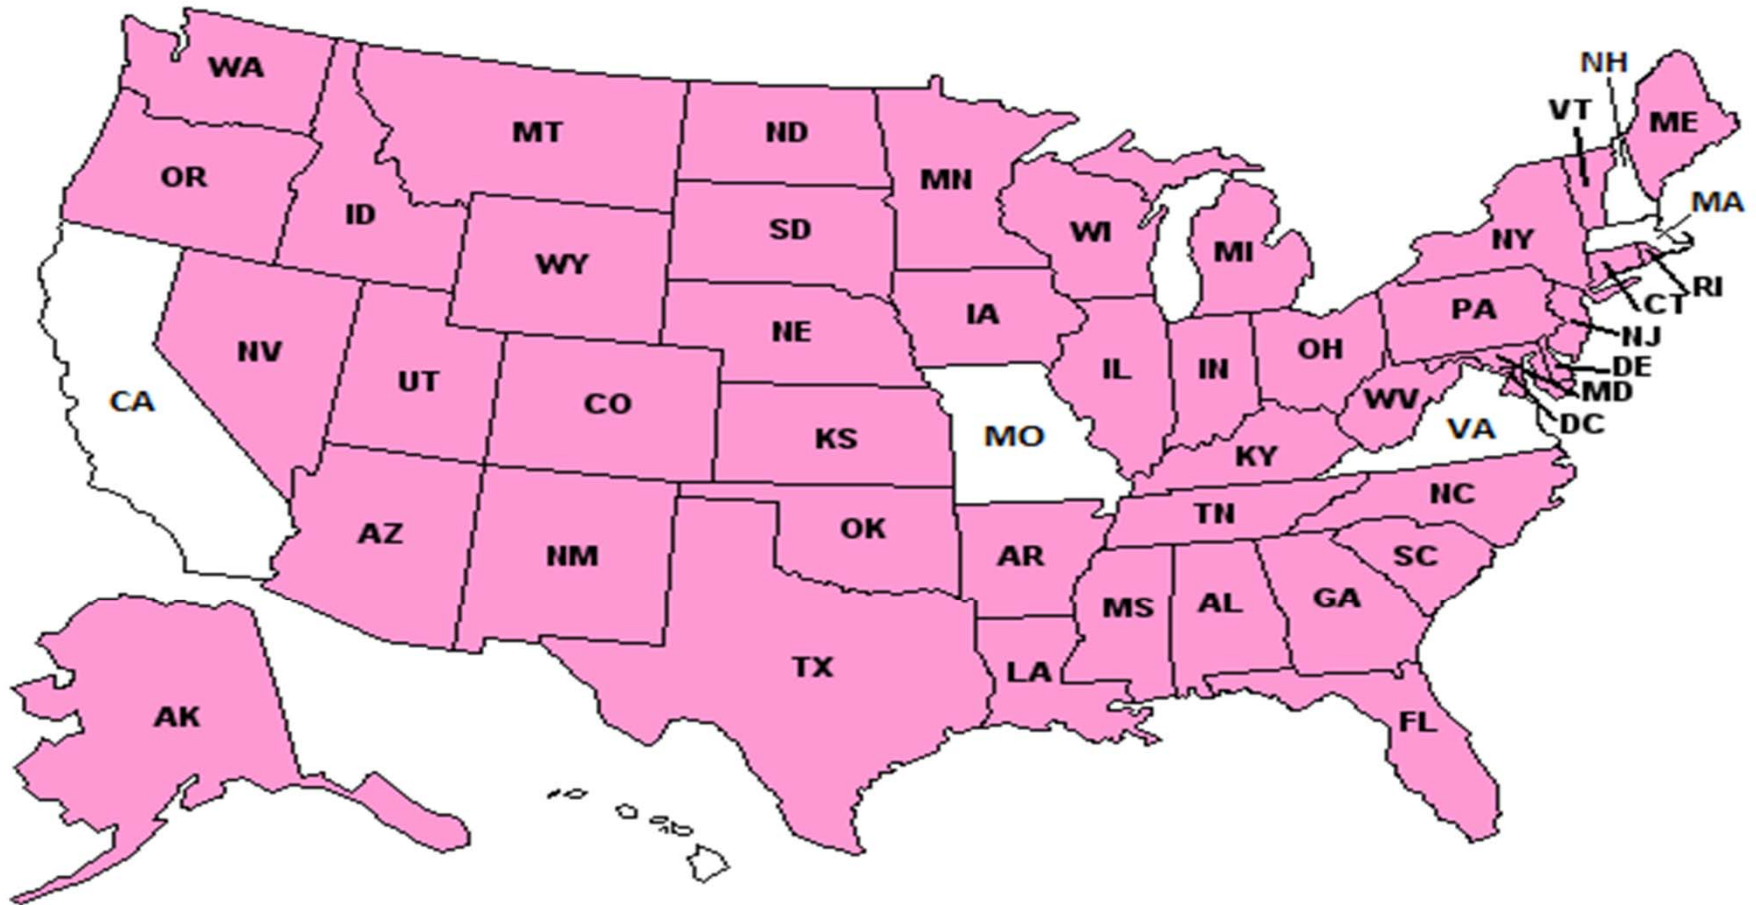 NH
WA
VT
ME
MT
ND
OR
MN
MA
ID
SD
WI
NY
MI
WY
RI
CT
PA
IA
NE
NJ
NV
OH
UT
IL
IN
DE
MD
CA
CO
WV
DC
VA
KS
MO
KY
NC
TN
OK
AZ
NM
AR
SC
MS
AL
GA
TX
LA
AK
FL